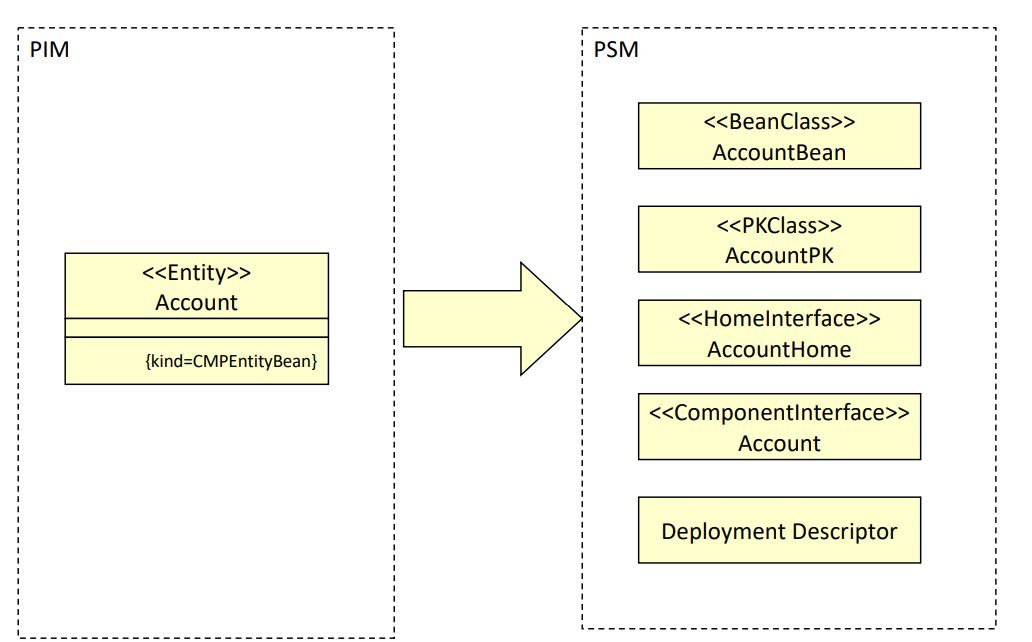 PIM
<<Entity>>
Account
{kind=CMPEntityBean}
PSM
<<BeanClass>>
AccountBean
<<PKClass>>
AccountPK
<<HomeInterface>>
AccountHome
<<ComponentInterface>>
Account
Deployment Descriptor